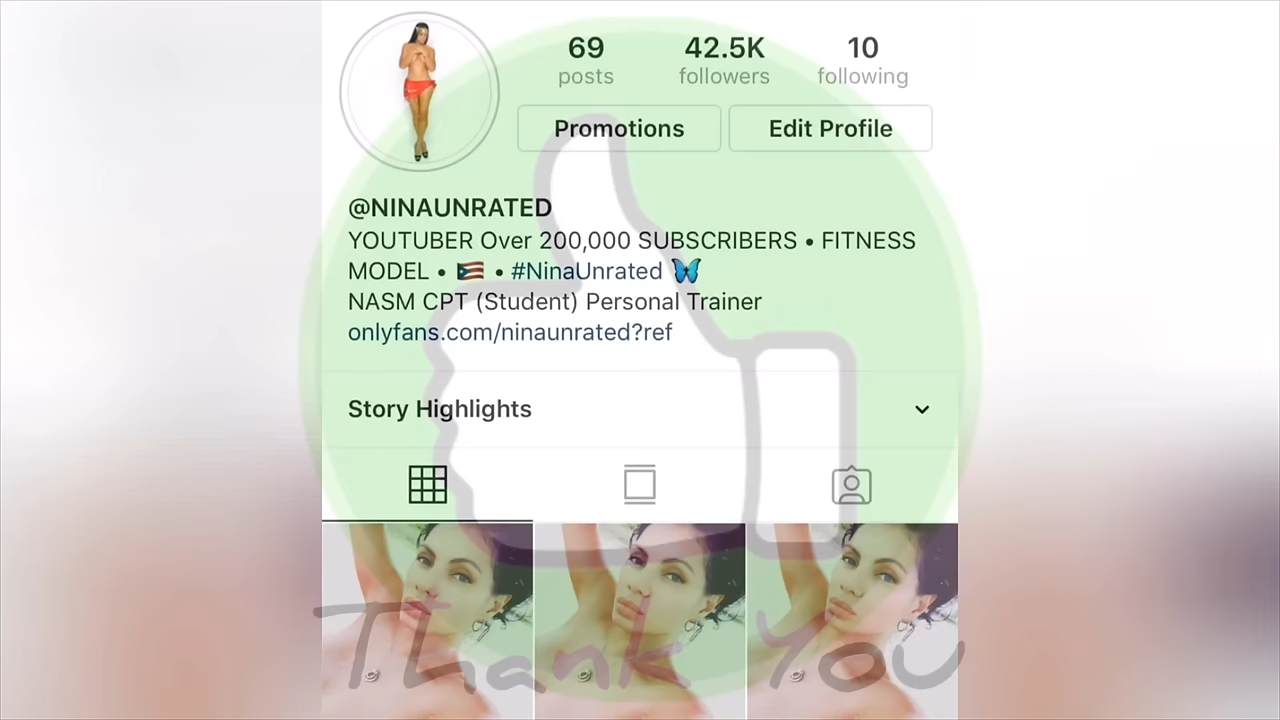 69 42.5K 10
posts followers following
Promotions Edit Profile
@NINAUNRATED
YOUTUBER Over 200,000 SUBSCRIBERS • FITNESS
MODEL • 🇵🇷 • #NinaUnrated 🦋
NASM CPT (Student) Personal Trainer
onlyfans.com/ninaunrated?ref
Story Highlights
Thank You